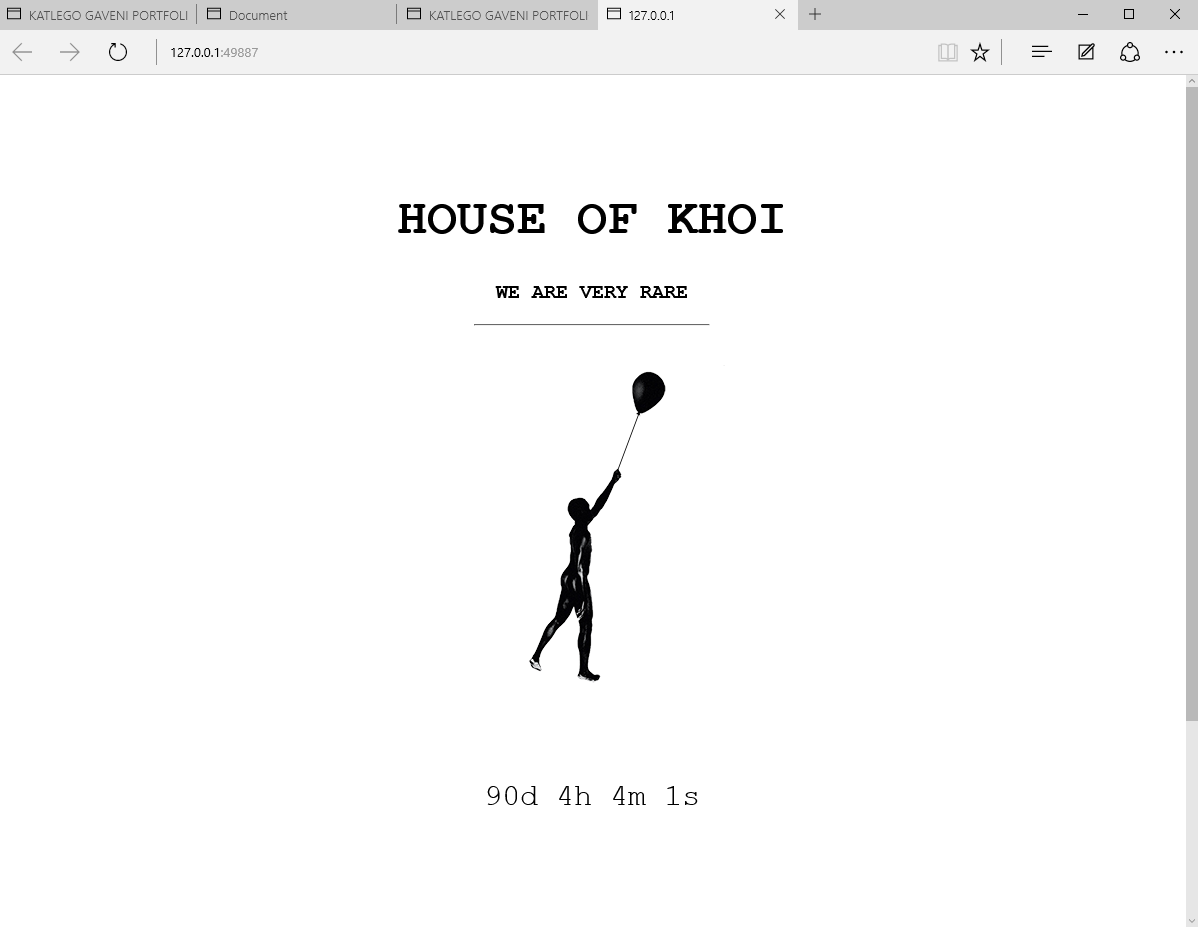 KATLEGO GAVENI PORTFOLI
Document
KATLEGO GAVENI PORTFOLI
127.0.0.1
127.0.0.1:49887
HOUSE OF KHOI
WE ARE VERY RARE
90d 4h 4m 1s